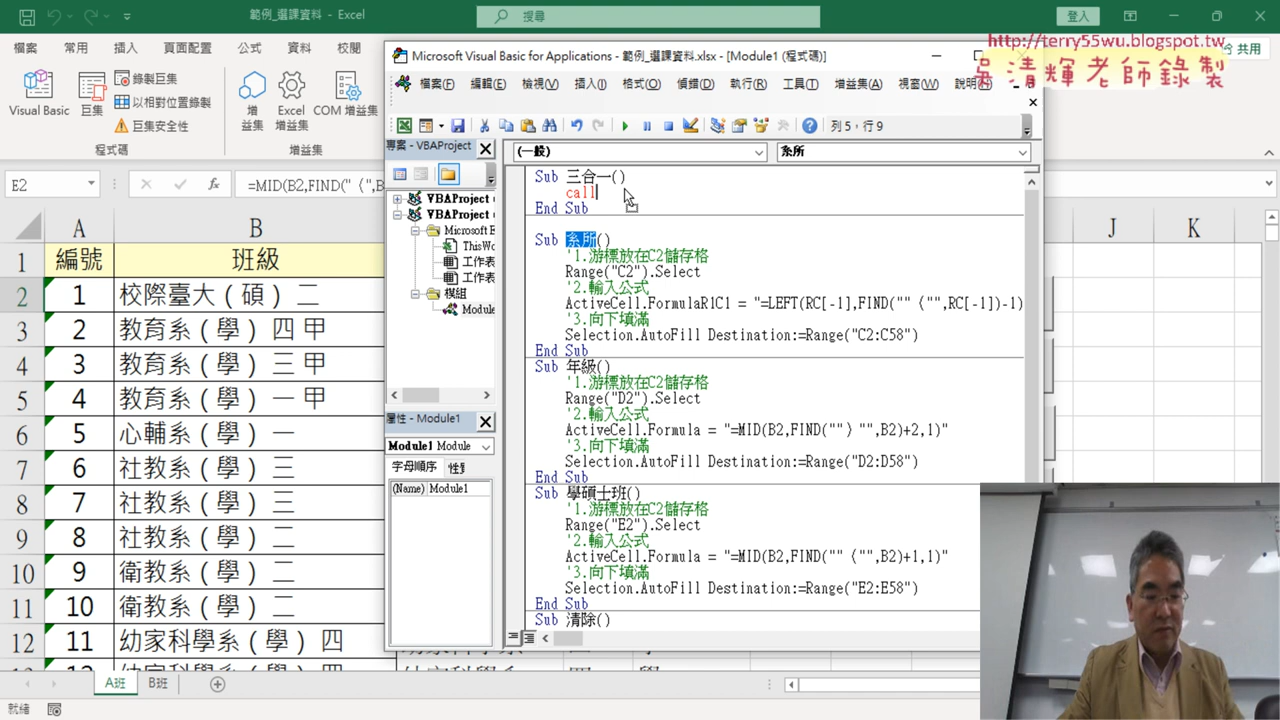 範例_選課資料 - Excel
搜尋
登入
檔案 常用 插入 頁面配置 公式 資料 校閱
共用
http://terry55wu.blogspot.tw
吳清輝老師錄製
Visual Basic
巨集
錄製巨集
以相對位置錄製
巨集安全性
程式碼
增益集
Excel 增益集
COM 增益集
增益集
E2
=MID(B2,FIND("（",B
A B J K
1 編號 班級
2 1 校際臺大（碩） 二
3 2 教育系（學） 四 甲
4 3 教育系（學） 三 甲
5 4 教育系（學） 一 甲
6 5 心輔系（學） 一
7 6 社教系（學） 三
8 7 社教系（學） 三
9 8 社教系（學） 二
10 9 衛教系（學） 二
11 10 衛教系（學） 二
12 11 幼家科學系（學） 四
A班 B班
就緒
Microsoft Visual Basic for Applications - 範例_選課資料.xlsx - [Module1 (程式碼)]
檔案(F) 編輯(E) 檢視(V) 插入(I) 格式(O) 偵錯(D) 執行(R) 工具(T) 增益集(A) 視窗(W) 說明(H)
列 5，行 9
專案 - VBAProject
VBAProject (
VBAProject (
Microsoft E
工作表
工作表
ThisWo
模組
Module
屬性 - Module1
Module1 Module
字母順序
(Name) Module1
(一般)
系所
Sub 三合一()
call
End Sub
Sub 系所()
'1.游標放在C2儲存格
Range("C2").Select
'2.輸入公式
ActiveCell.FormulaR1C1 = "=LEFT(RC[-1],FIND(""（"",RC[-1])-1)
'3.向下填滿
Selection.AutoFill Destination:=Range("C2:C58")
End Sub
Sub 年級()
'1.游標放在C2儲存格
Range("D2").Select
'2.輸入公式
ActiveCell.Formula = "=MID(B2,FIND(""）"",B2)+2,1)"
'3.向下填滿
Selection.AutoFill Destination:=Range("D2:D58")
End Sub
Sub 學碩士班()
'1.游標放在C2儲存格
Range("E2").Select
'2.輸入公式
ActiveCell.Formula = "=MID(B2,FIND(""（"",B2)+1,1)"
'3.向下填滿
Selection.AutoFill Destination:=Range("E2:E58")
End Sub
Sub 清除()